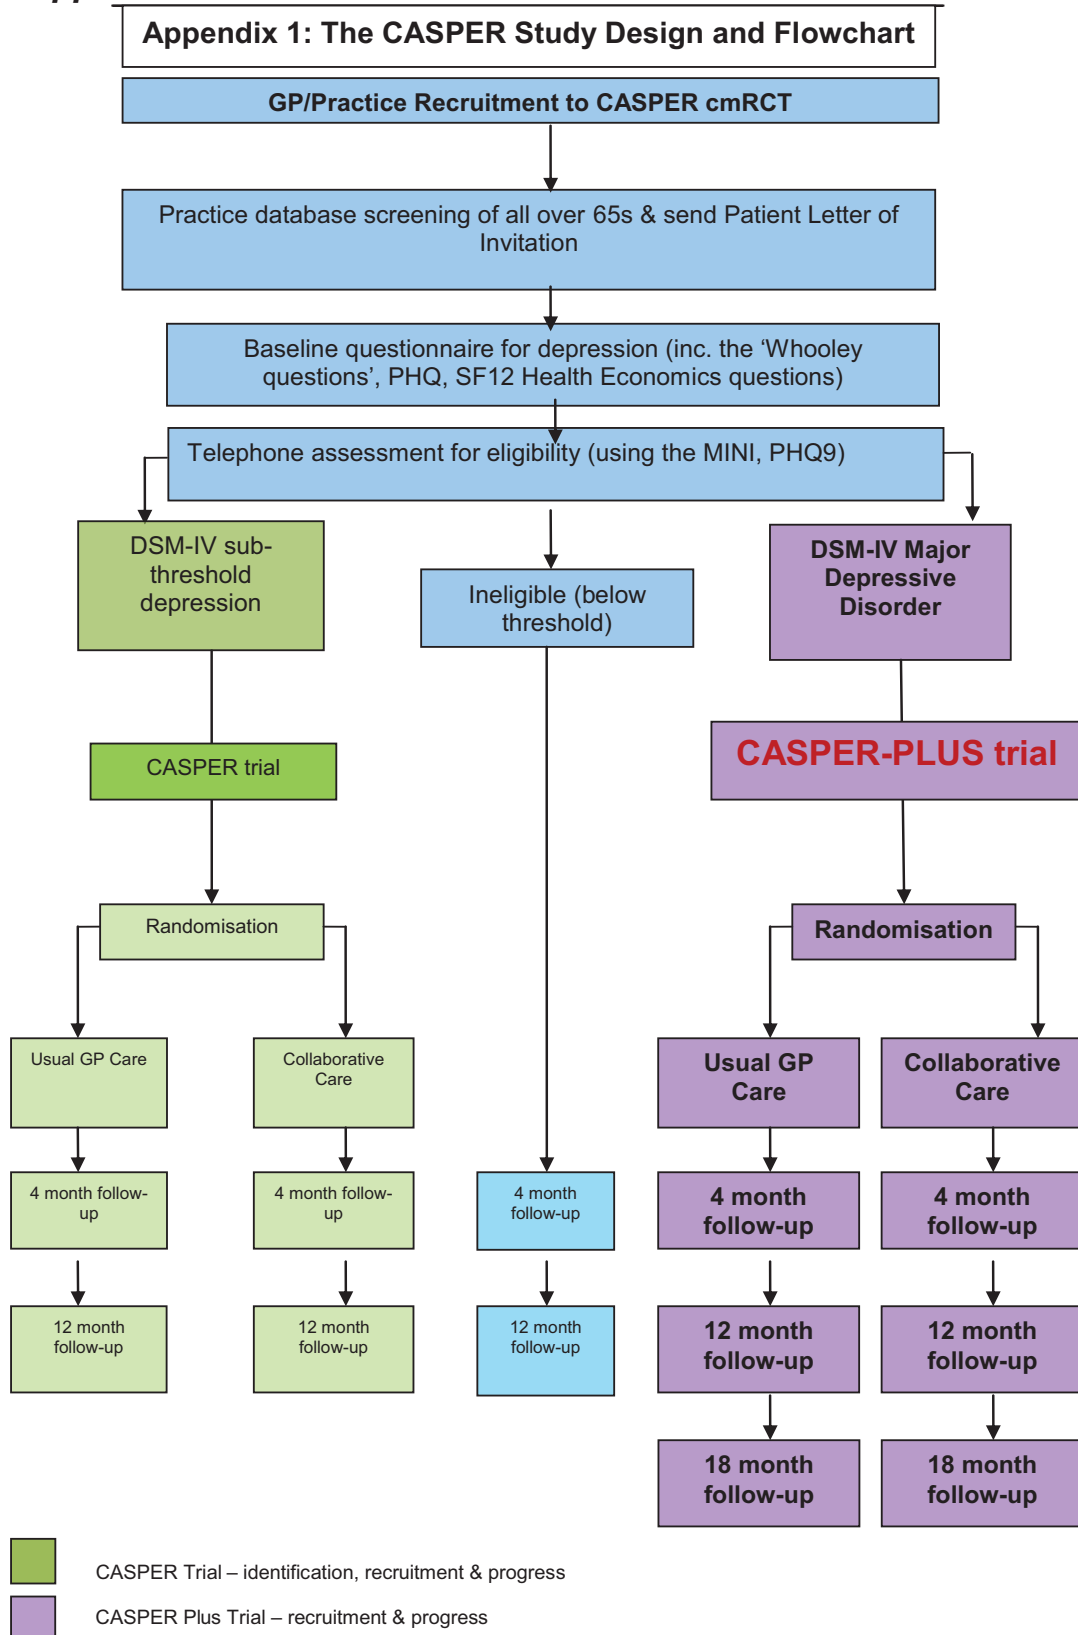 Appendix 1: The CASPER Study Design and Flowchart
GP/Practice Recruitment to CASPER cmRCT
Practice database screening of all over 65s & send Patient Letter of
Invitation
Baseline questionnaire for depression (inc. the ‘Whooley
questions’, PHQ, SF12 Health Economics questions)
Telephone assessment for eligibility (using the MINI, PHQ9)
DSM-IV sub-
threshold
depression
Ineligible (below
threshold)
DSM-IV Major
Depressive
Disorder
CASPER trial
CASPER-PLUS trial
Randomisation
Randomisation
Usual GP Care
Collaborative
Care
Usual GP
Care
Collaborative
Care
4 month follow-
up
4 month follow-
up
4 month
follow-up
4 month
follow-up
4 month
follow-up
12 month
follow-up
12 month
follow-up
12 month
follow-up
12 month
follow-up
12 month
follow-up
18 month
follow-up
18 month
follow-up
CASPER Trial – identification, recruitment & progress
CASPER Plus Trial – recruitment & progress